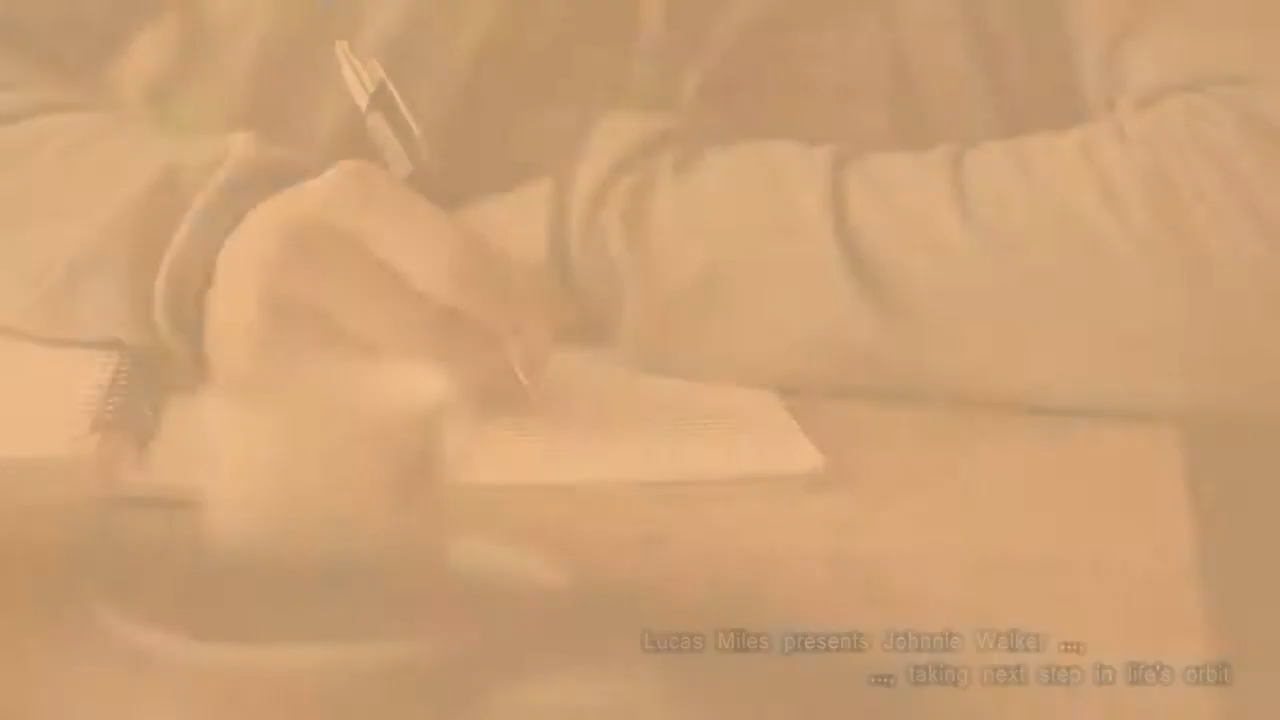 Lucas Miles presents Johnnie Walker ....
..., taking next step in life's orbit